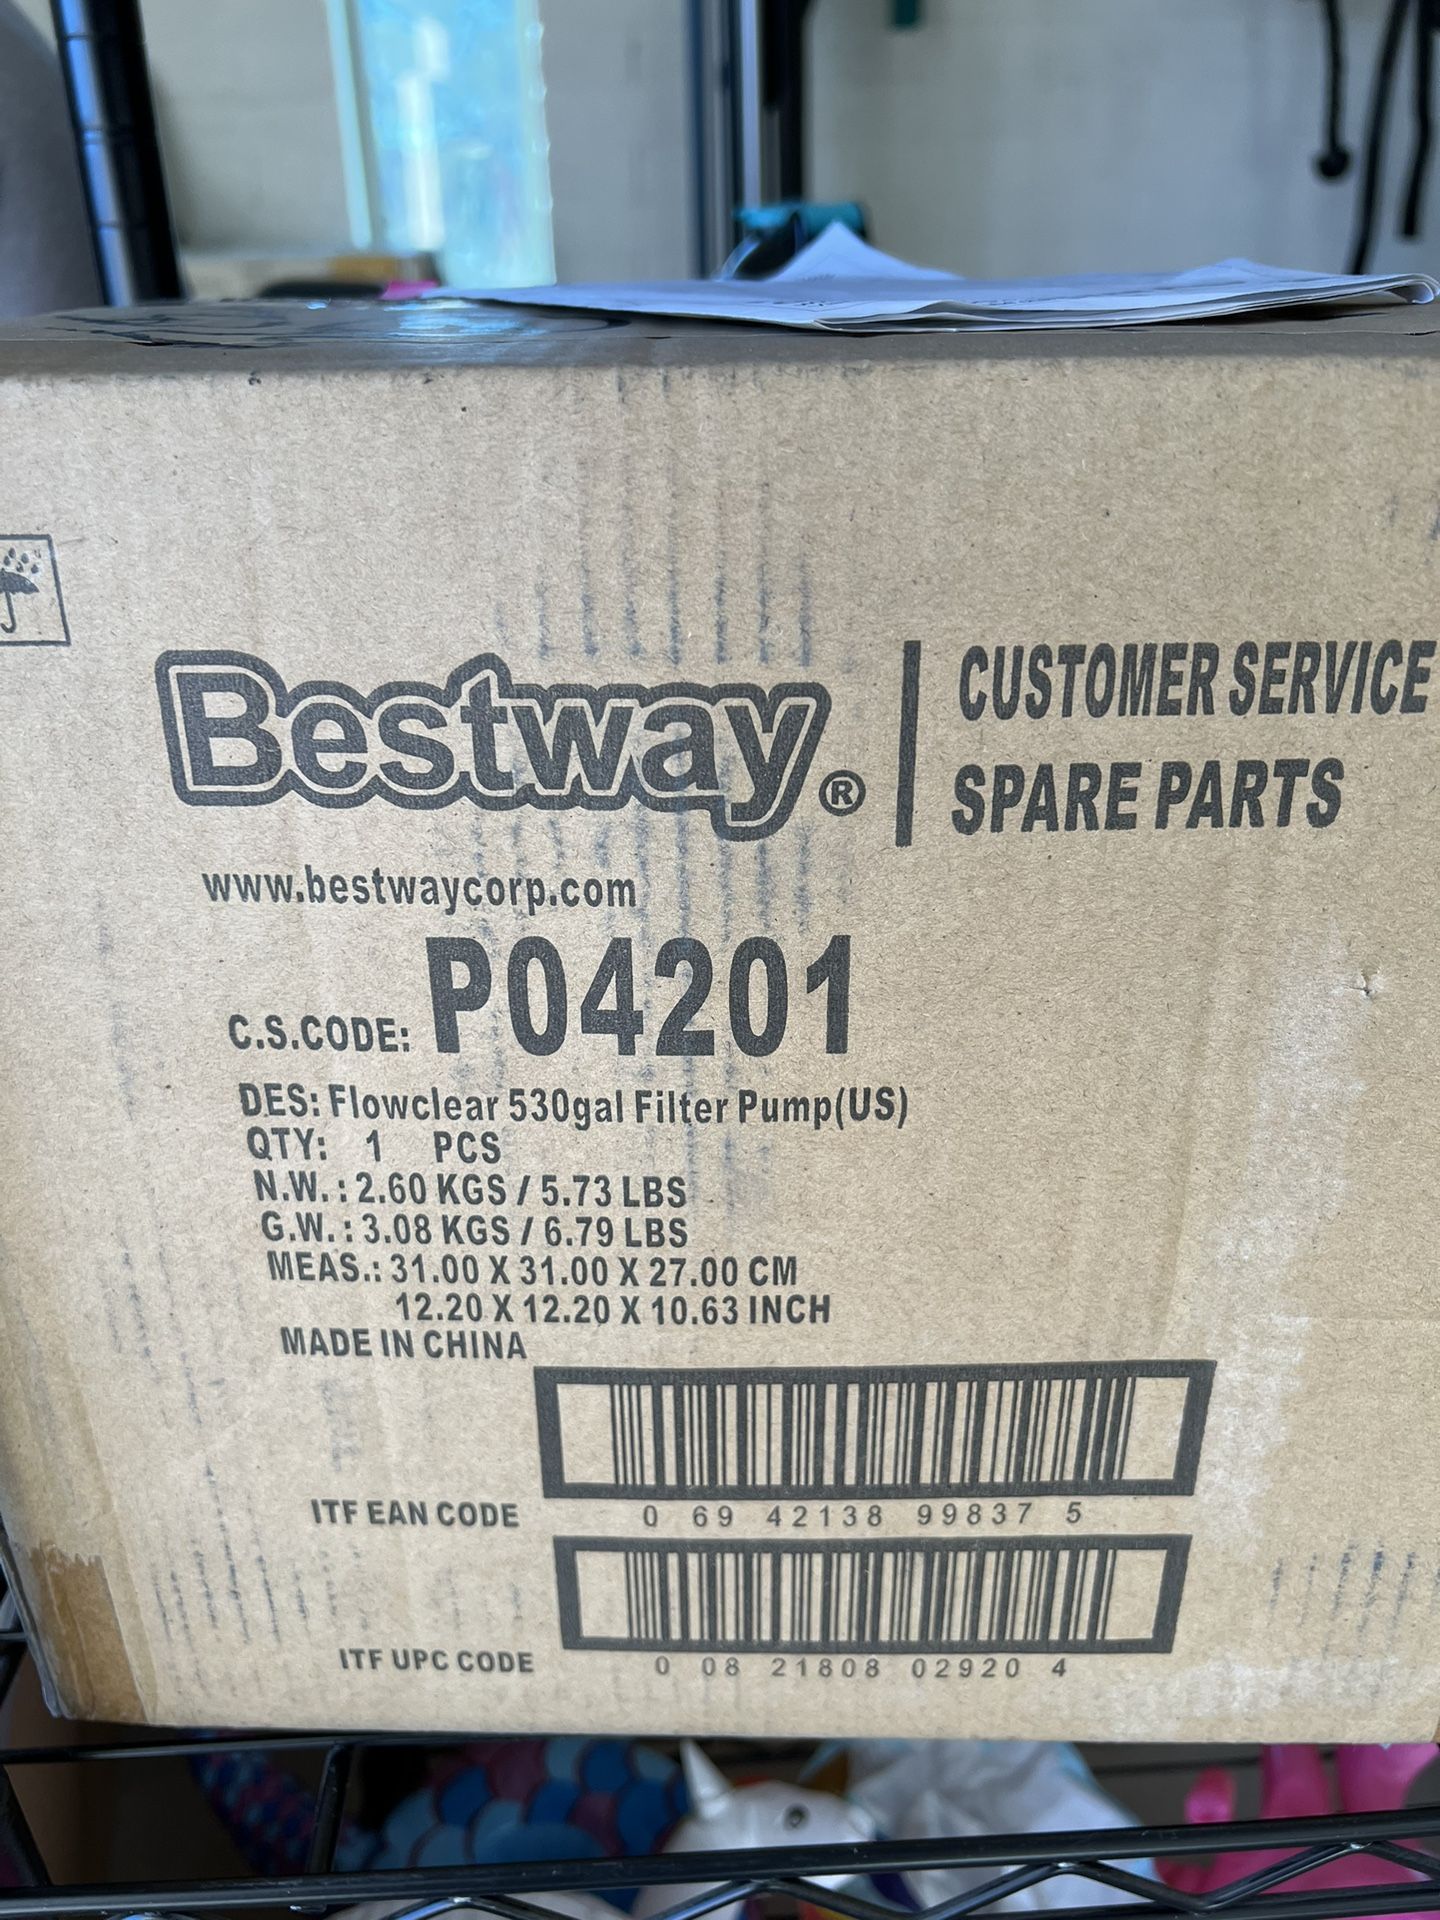 Bestway®
CUSTOMER SERVICE
SPARE PARTS
www.bestwaycorp.com
C.S.CODE: P04201
DES: Flowclear 530gal Filter Pump(US)
QTY: 1 PCS
N.W.: 2.60 KGS / 5.73 LBS
G.W.: 3.08 KGS / 6.79 LBS
MEAS.: 31.00 X 31.00 X 27.00 CM
12.20 X 12.20 X 10.63 INCH
MADE IN CHINA
ITF EAN CODE 0 69 42138 99837 5
ITF UPC CODE 0 08 21808 02920 4